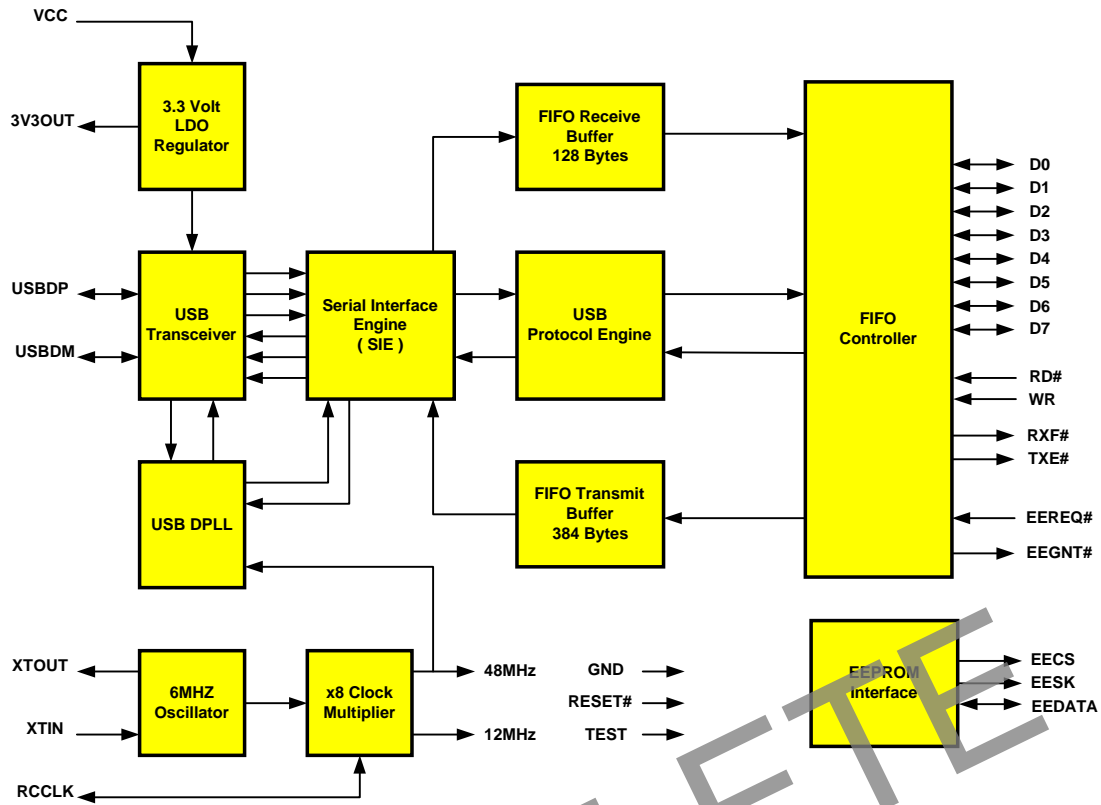 VCC
3V3OUT
3.3 Volt
LDO
Regulator
FIFO Receive
Buffer
128 Bytes
USBDP
USBDM
USB
Transceiver
Serial Interface
Engine
( SIE )
USB
Protocol Engine
FIFO
Controller
D0
D1
D2
D3
D4
D5
D6
D7
RD#
WR
RXF#
TXE#
EEREQ#
EEGNT#
USB DPLL
FIFO Transmit
Buffer
384 Bytes
XTOUT
XTIN
RCCLK
6MHZ
Oscillator
x8 Clock
Multiplier
48MHz
12MHz
GND
RESET#
TEST
EEPROM
Interface
EECS
EESK
EEDATA